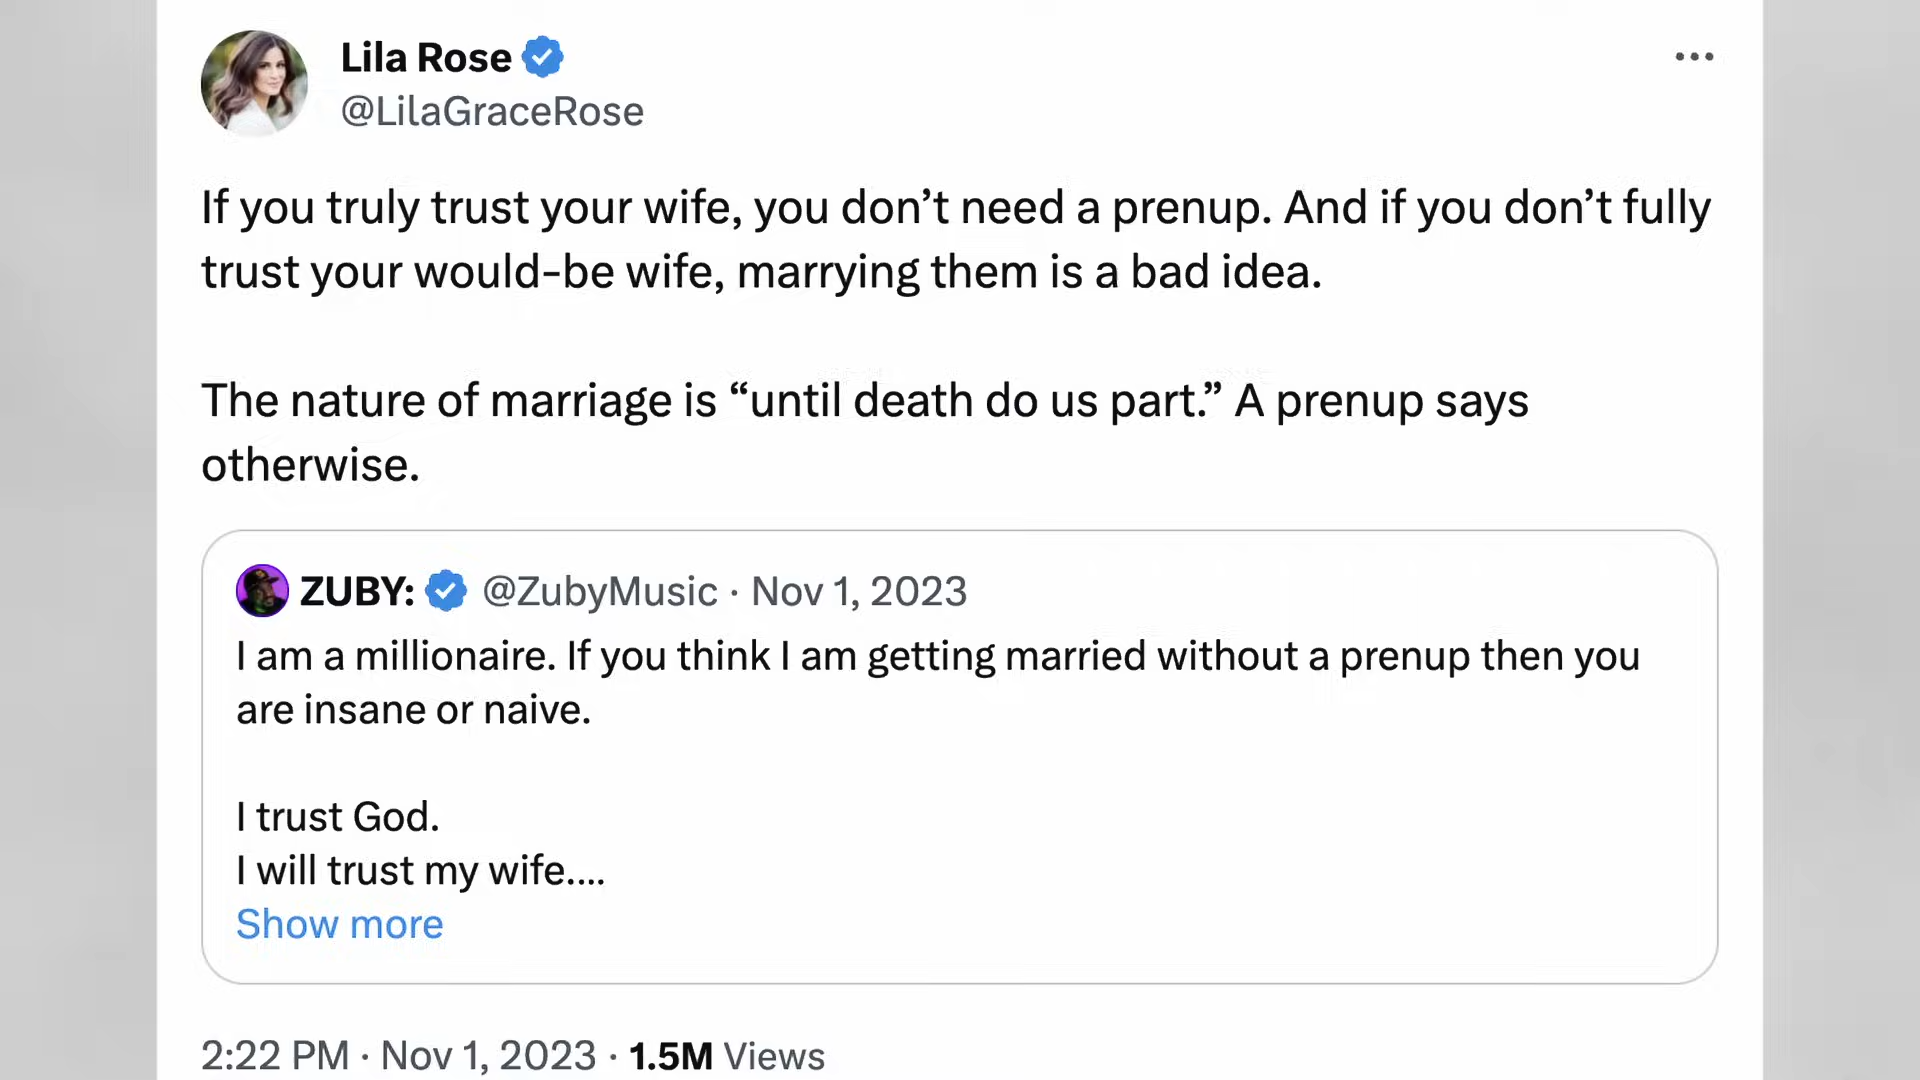 Lila Rose
@LilaGraceRose
If you truly trust your wife, you don’t need a prenup. And if you don’t fully
trust your would-be wife, marrying them is a bad idea.
The nature of marriage is “until death do us part.” A prenup says
otherwise.
ZUBY: @ZubyMusic · Nov 1, 2023
I am a millionaire. If you think I am getting married without a prenup then you
are insane or naive.
I trust God.
I will trust my wife....
Show more
2:22 PM · Nov 1, 2023 · 1.5M Views